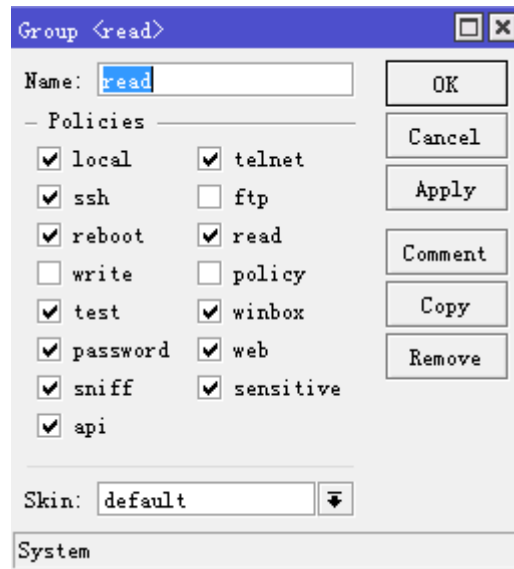 Group <read>
Name: read
OK
Policies
Cancel
local telnet
ssh ftp
Apply
reboot read
Comment
write policy
test winbox
Copy
password web
Remove
sniff sensitive
api
Skin: default
System